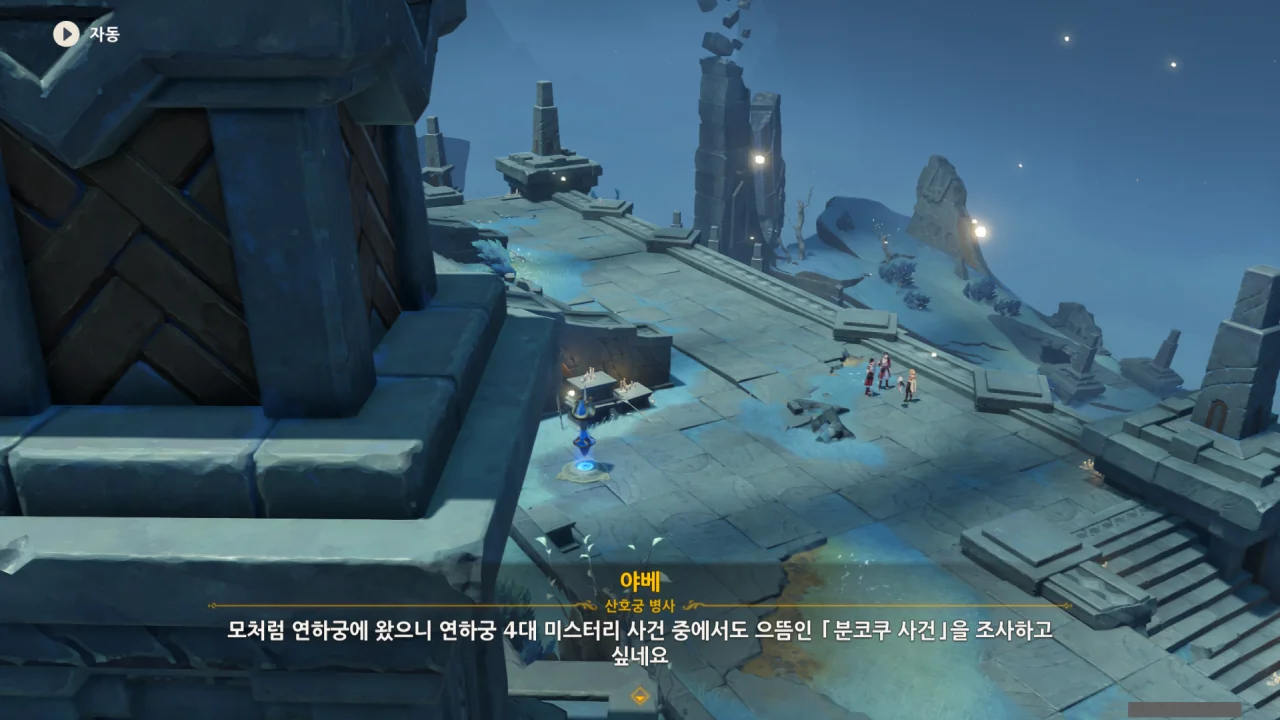 자동
야베
산호궁 병사
모처럼 연하궁에 왔으니 연하궁 4대 미스터리 사건 중에서도 으뜸인 「분코쿠 사건」을 조사하고
싶네요